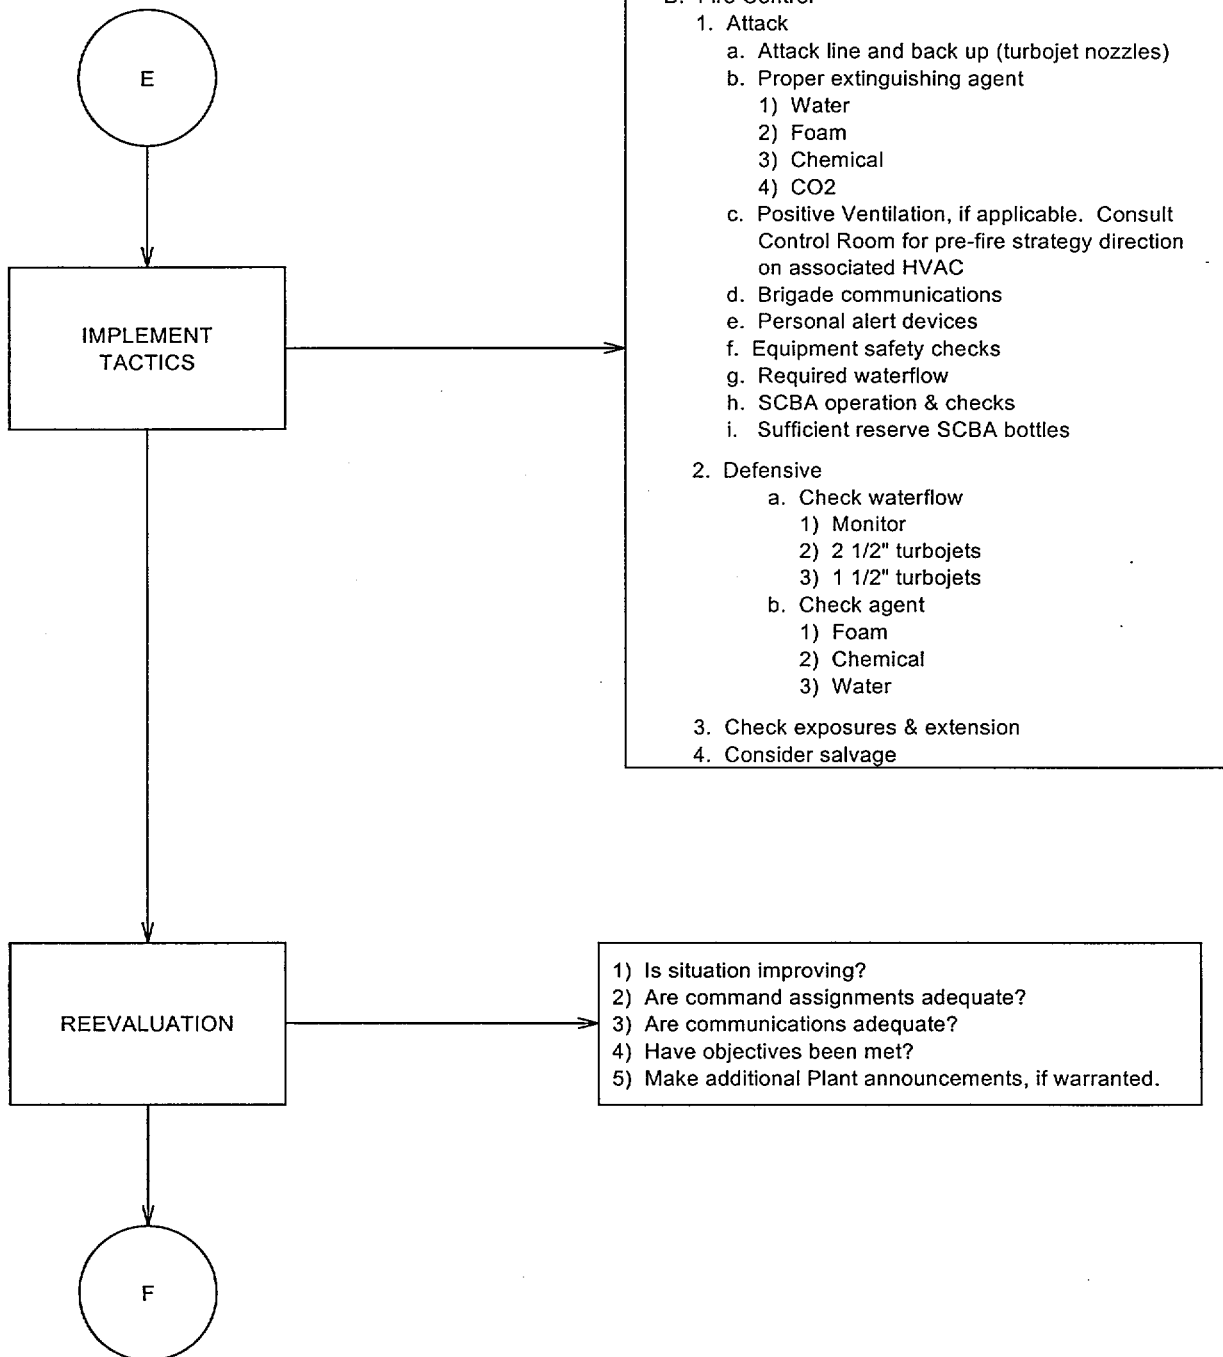 E
IMPLEMENT
TACTICS
1. Attack
a. Attack line and back up (turbojet nozzles)
b. Proper extinguishing agent
1) Water
2) Foam
3) Chemical
4) CO2
c. Positive Ventilation, if applicable. Consult
Control Room for pre-fire strategy direction
on associated HVAC
d. Brigade communications
e. Personal alert devices
f. Equipment safety checks
g. Required waterflow
h. SCBA operation & checks
i. Sufficient reserve SCBA bottles
2. Defensive
a. Check waterflow
1) Monitor
2) 2 1/2" turbojets
3) 1 1/2" turbojets
b. Check agent
1) Foam
2) Chemical
3) Water
3. Check exposures & extension
4. Consider salvage
REEVALUATION
1) Is situation improving?
2) Are command assignments adequate?
3) Are communications adequate?
4) Have objectives been met?
5) Make additional Plant announcements, if warranted.
F